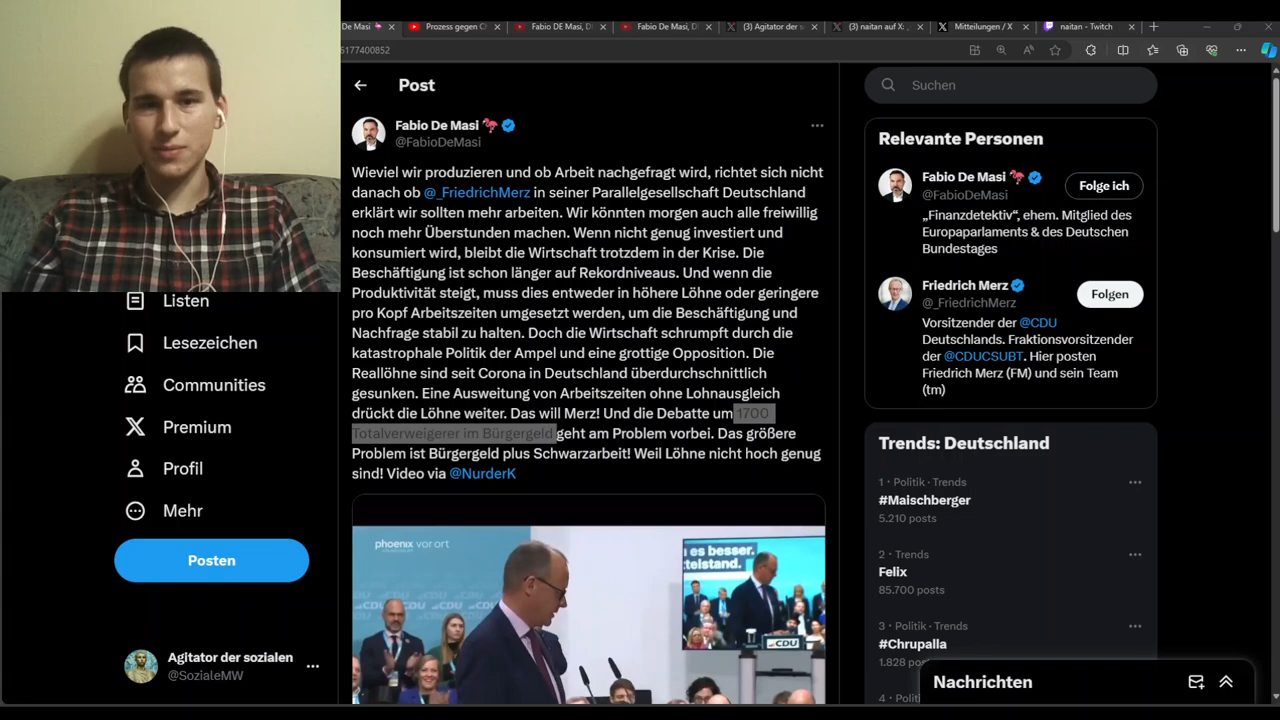 De Masi
Prozess gegen C
Fabio DE Masi, D
Fabio De Masi, D
(3) Agitator der s
(3) naitan auf X:
Mitteilungen / X
naitan - Twitch
6177400852
Post
Fabio De Masi 🦩
@FabioDeMasi
Wieviel wir produzieren und ob Arbeit nachgefragt wird, richtet sich nicht
danach ob @_FriedrichMerz in seiner Parallelgesellschaft Deutschland
erklärt wir sollten mehr arbeiten. Wir könnten morgen auch alle freiwillig
noch mehr Überstunden machen. Wenn nicht genug investiert und
konsumiert wird, bleibt die Wirtschaft trotzdem in der Krise. Die
Beschäftigung ist schon länger auf Rekordniveaus. Und wenn die
Produktivität steigt, muss dies entweder in höhere Löhne oder geringere
pro Kopf Arbeitszeiten umgesetzt werden, um die Beschäftigung und
Nachfrage stabil zu halten. Doch die Wirtschaft schrumpft durch die
katastrophale Politik der Ampel und eine grottige Opposition. Die
Reallöhne sind seit Corona in Deutschland überdurchschnittlich
gesunken. Eine Ausweitung von Arbeitszeiten ohne Lohnausgleich
drückt die Löhne weiter. Das will Merz! Und die Debatte um 1700
Totalverweigerer im Bürgergeld geht am Problem vorbei. Das größere
Problem ist Bürgergeld plus Schwarzarbeit! Weil Löhne nicht hoch genug
sind! Video via @NurderK
phoenix vor ort
es besser.
telstand.
CDU
Listen
Lesezeichen
Communities
Premium
Profil
Mehr
Posten
Agitator der sozialen
@SozialeMW
Suchen
Relevante Personen
Fabio De Masi 🦩
@FabioDeMasi
Folge ich
„Finanzdetektiv“, ehem. Mitglied des
Europaparlaments & des Deutschen
Bundestages
Friedrich Merz
@_FriedrichMerz
Folgen
Vorsitzender der @CDU
Deutschlands. Fraktionsvorsitzender
der @CDUCSUBT. Hier posten
Friedrich Merz (FM) und sein Team
(tm)
Trends: Deutschland
1 · Politik · Trends
#Maischberger
5.210 posts
2 · Trends
Felix
85.700 posts
3 · Politik · Trends
#Chrupalla
1.828 pos
4 · Politi
Nachrichten